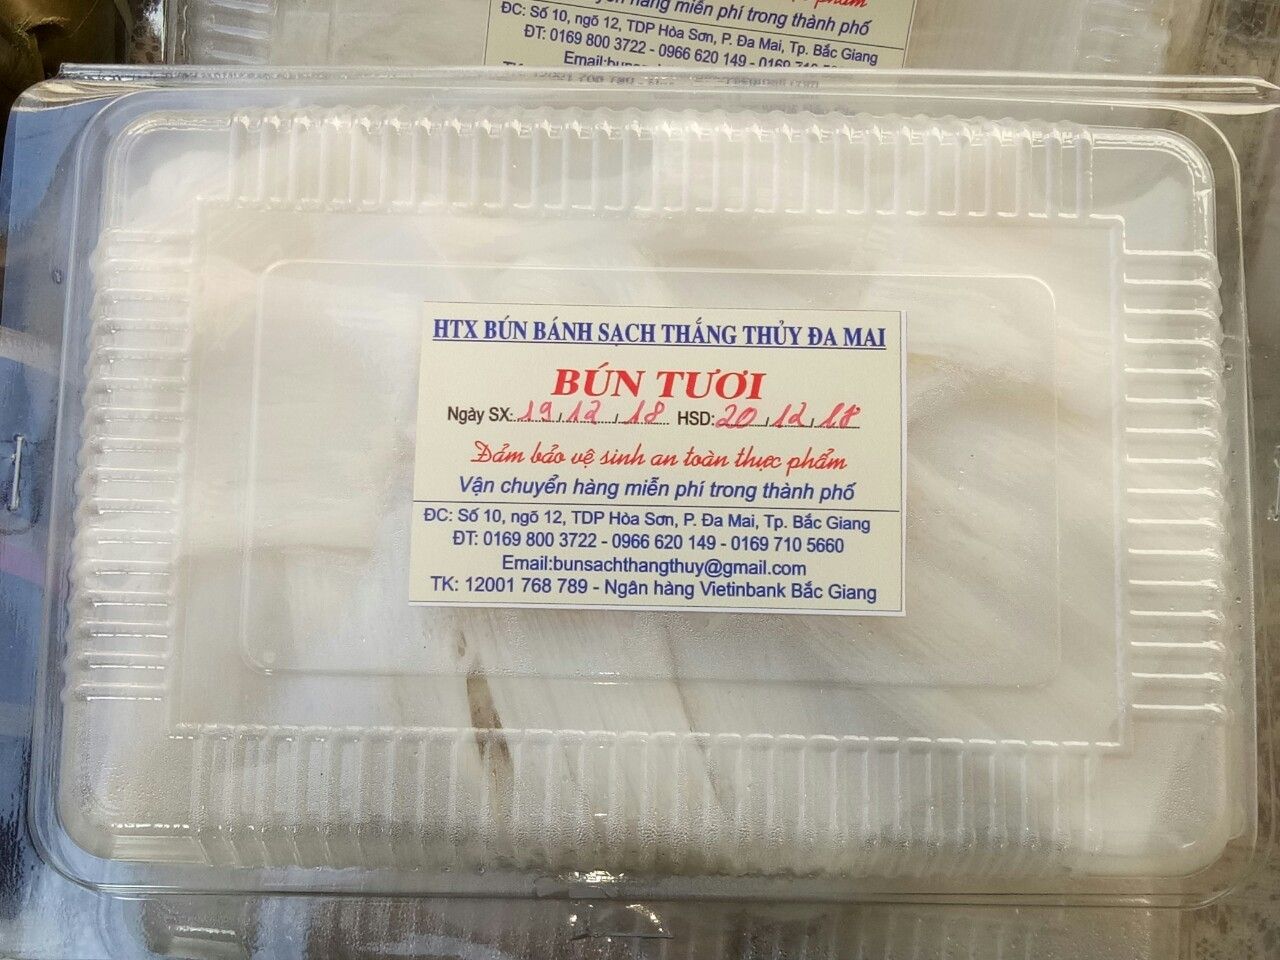 ĐC: Số 10, ngõ 12, TDP Hòa Sơn, P. Đa Mai, Tp. Bắc Giang
ĐT: 0169 800 3722 - 0966 620 149 -
HTX BÚN BÁNH SẠCH THẮNG THỦY ĐA MAI
BÚN TƯƠI
Ngày SX: 19 / 12 / 18 HSD: 20 / 12 / 18
Đảm bảo vệ sinh an toàn thực phẩm
Vận chuyển hàng miễn phí trong thành phố
ĐC: Số 10, ngõ 12, TDP Hòa Sơn, P. Đa Mai, Tp. Bắc Giang
ĐT: 0169 800 3722 - 0966 620 149 - 0169 710 5660
Email:bunsachthangthuy@gmail.com
TK: 12001 768 789 - Ngân hàng Vietinbank Bắc Giang